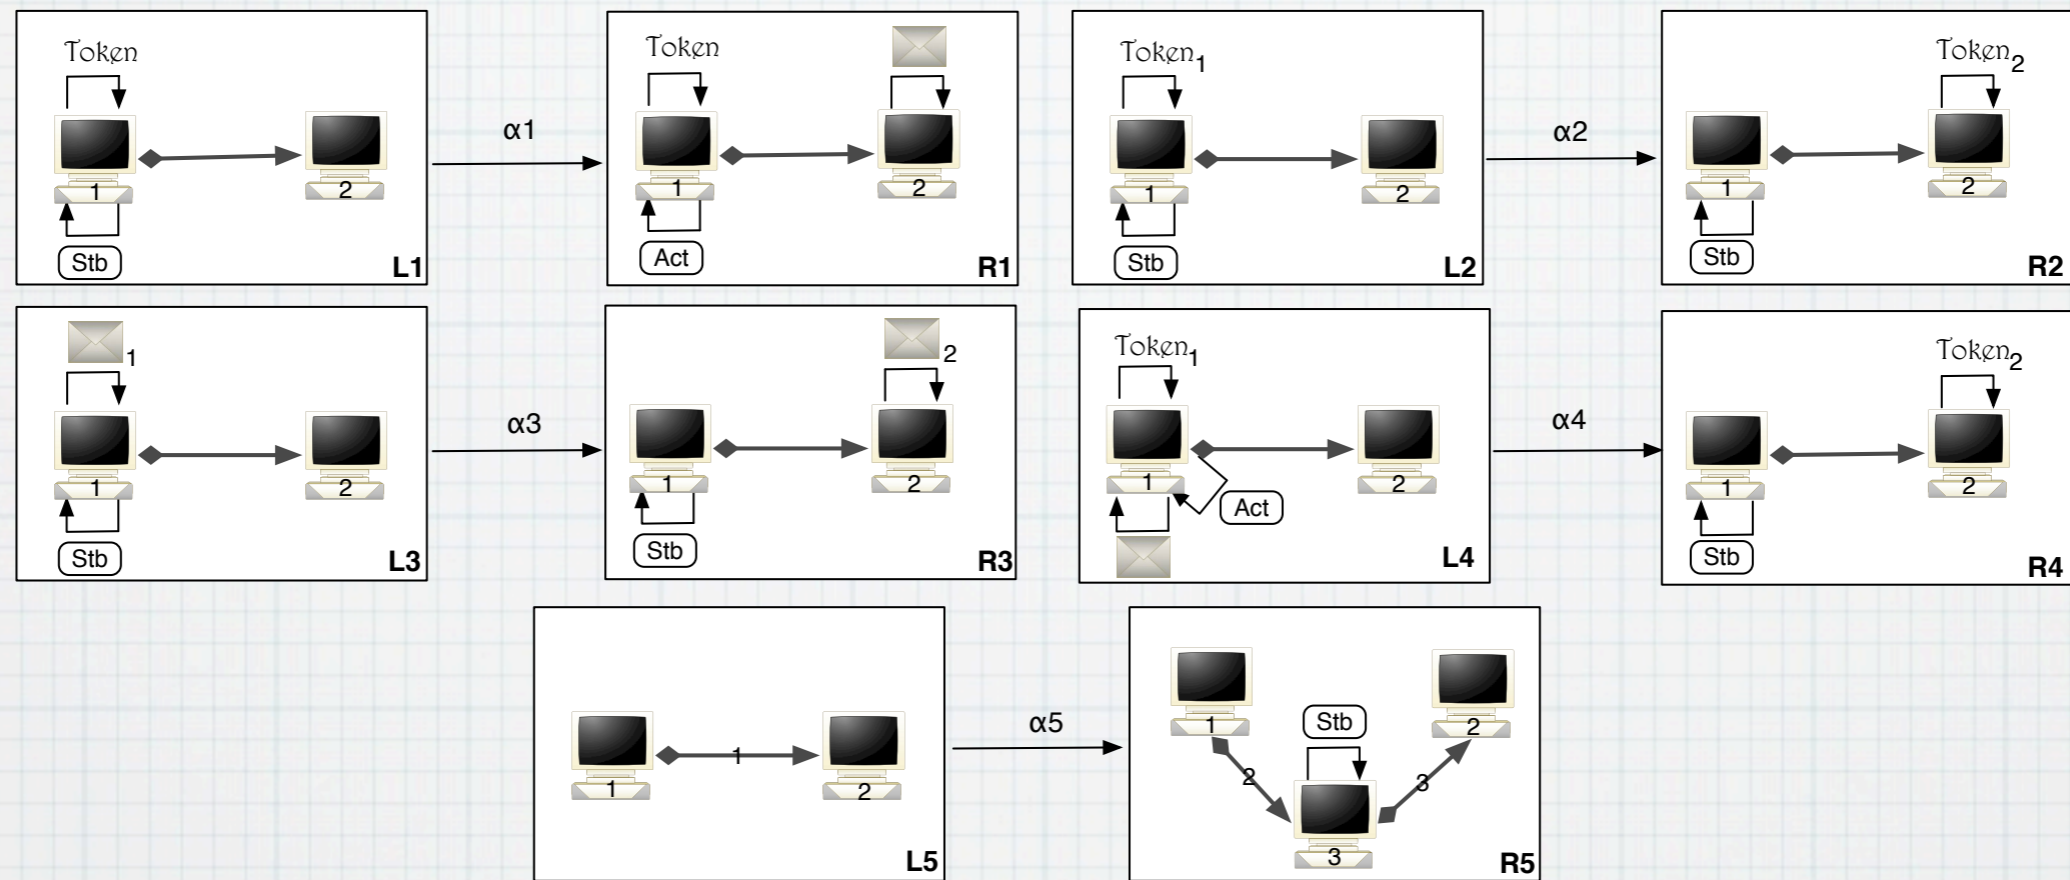 Token
1
2
Stb
L1
α1
Token
1
2
Act
R1
Token1
1
2
Stb
L2
α2
Token2
1
2
Stb
R2
1
1
2
Stb
L3
α3
2
1
2
Stb
R3
Token1
1
2
Act
L4
α4
Token2
1
2
Stb
R4
1
1
2
L5
α5
1
Stb
2
2
3
3
R5